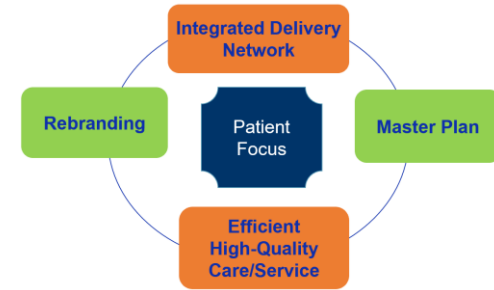 Integrated Delivery
Network
Rebranding
Patient
Focus
Master Plan
Efficient
High-Quality
Care/Service